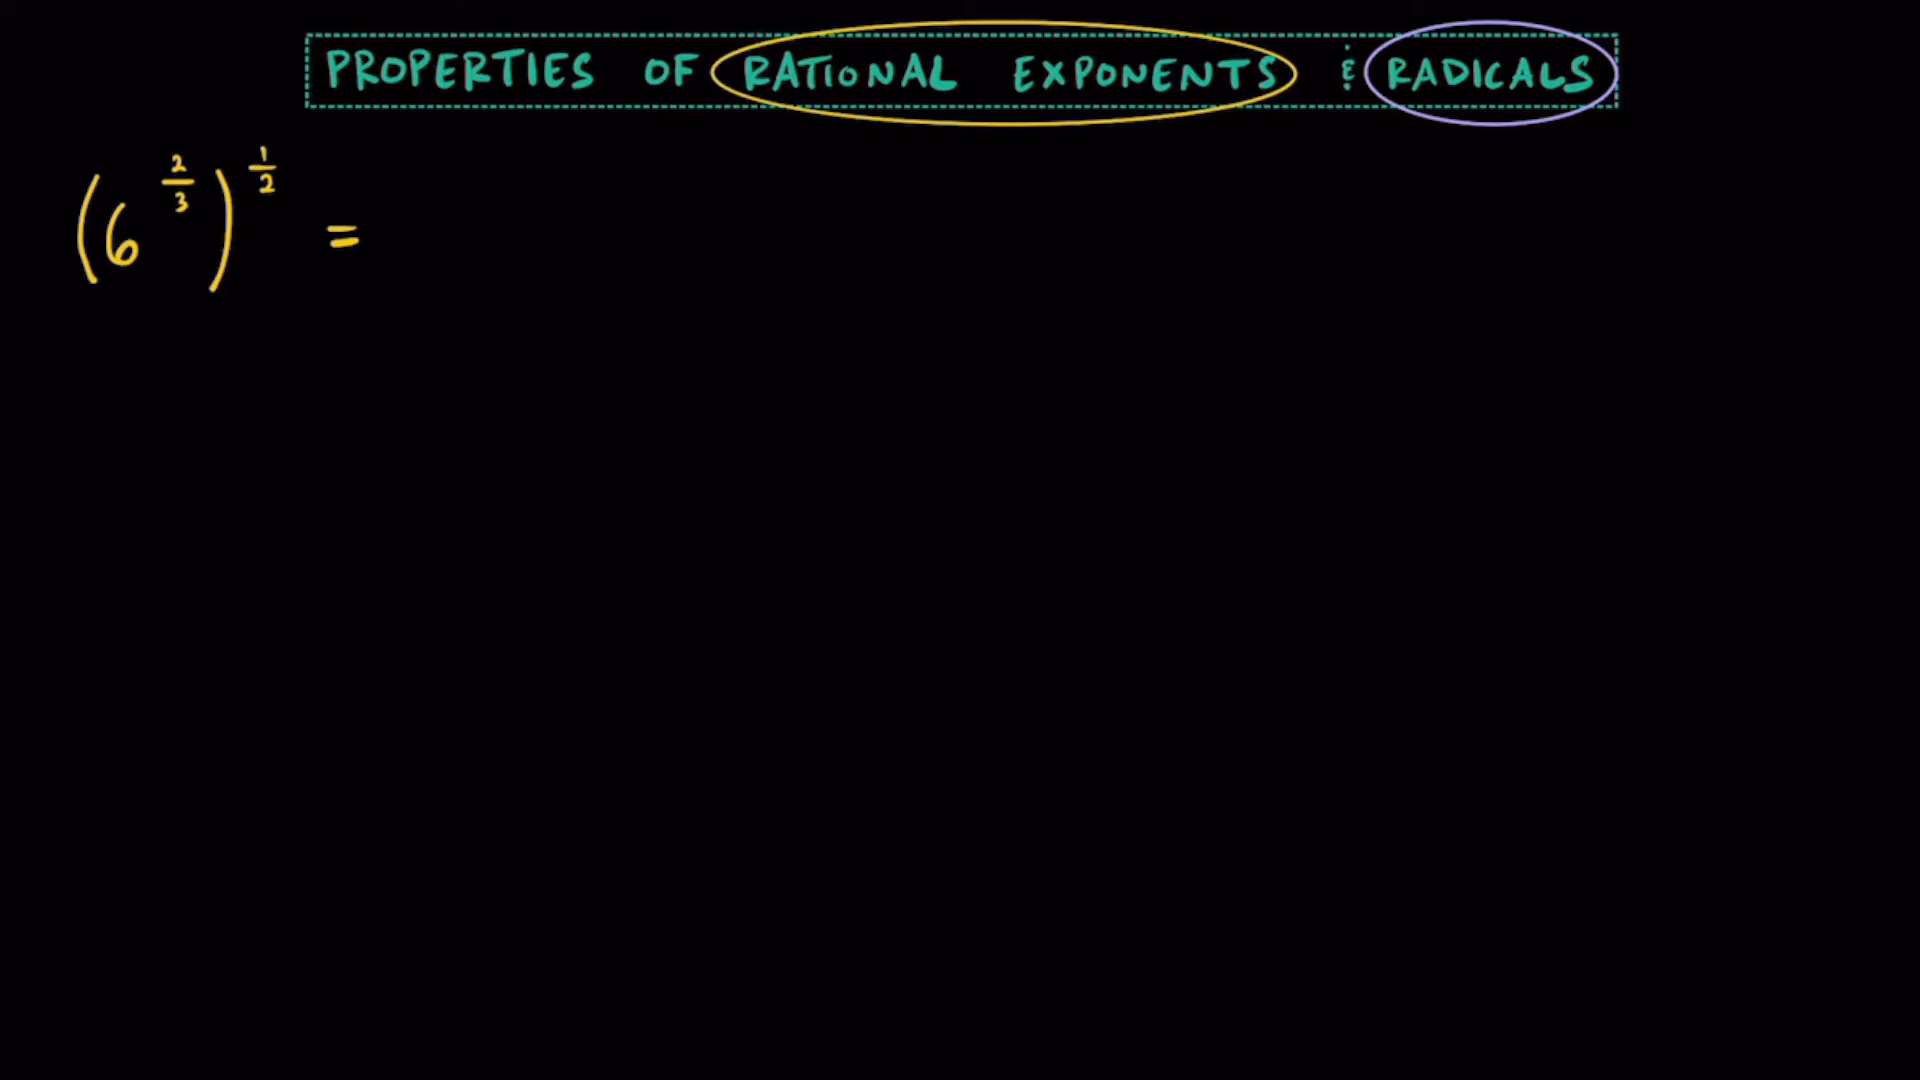 PROPERTIES OF RATIONAL EXPONENTS & RADICALS
(6^{2/3})^{1/2} =